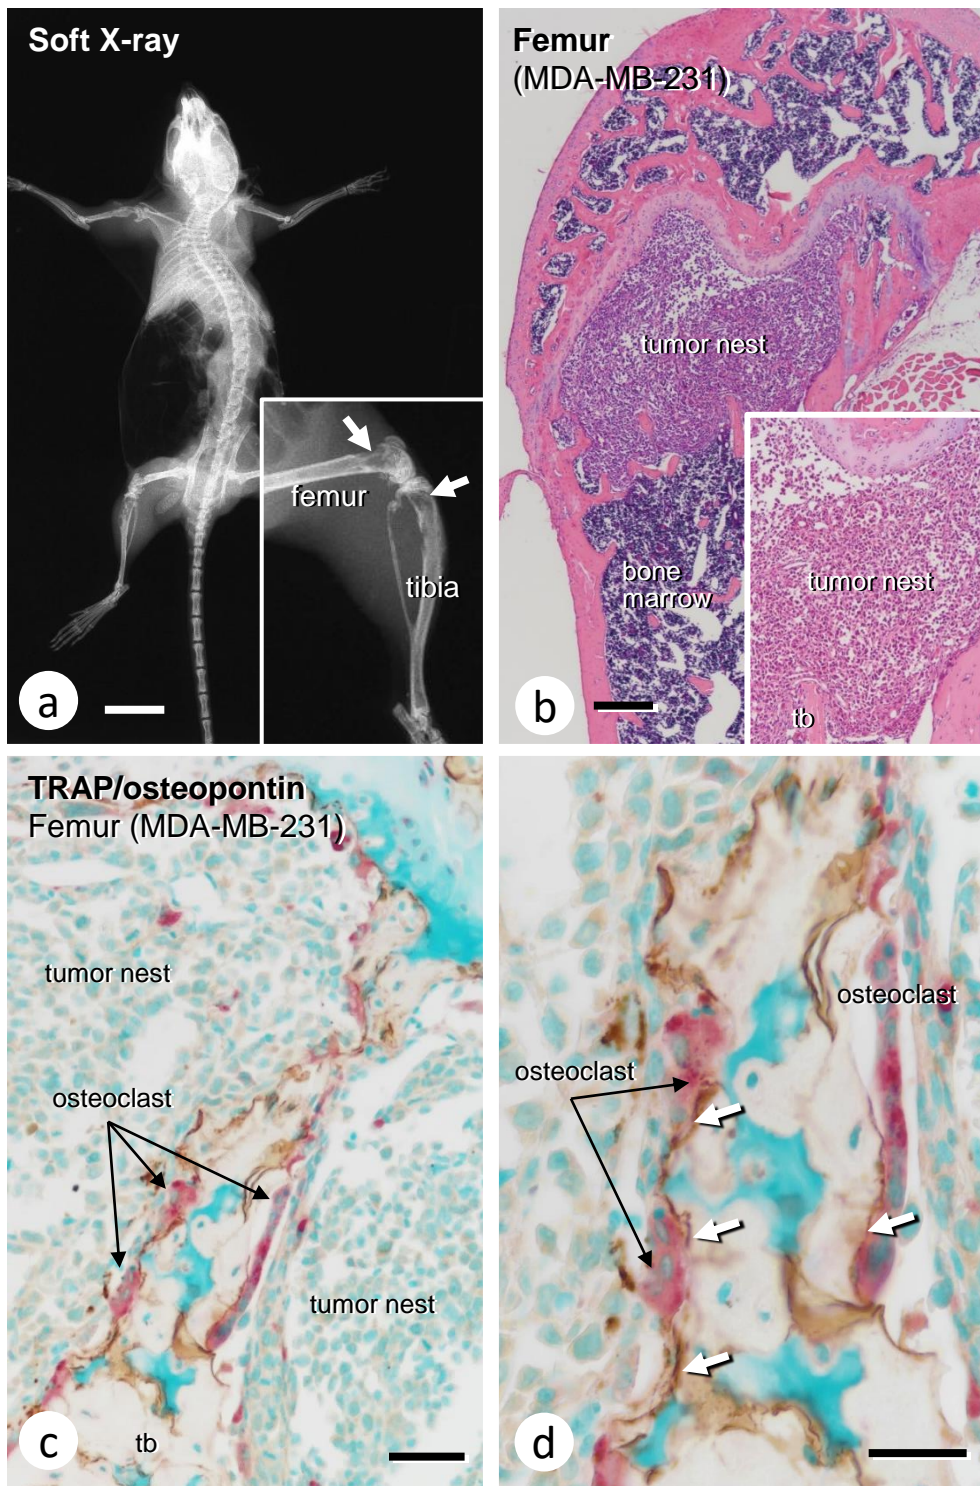 Soft X-ray
femur
tibia
a
Femur
(MDA-MB-231)
tumor nest
bone
marrow
tumor nest
tb
b
TRAP/osteopontin
Femur (MDA-MB-231)
tumor nest
osteoclast
tumor nest
tb
c
osteoclast
osteoclast
d